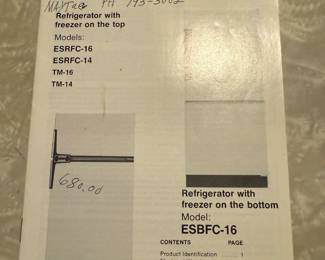 MAYTAG PH 793-3002
Refrigerator with
freezer on the top
Models:
ESRFC-16
ESRFC-14
TM-16
TM-14
680.00
Refrigerator with
freezer on the bottom
Model:
ESBFC-16
CONTENTS PAGE
Product Identification ........ 1